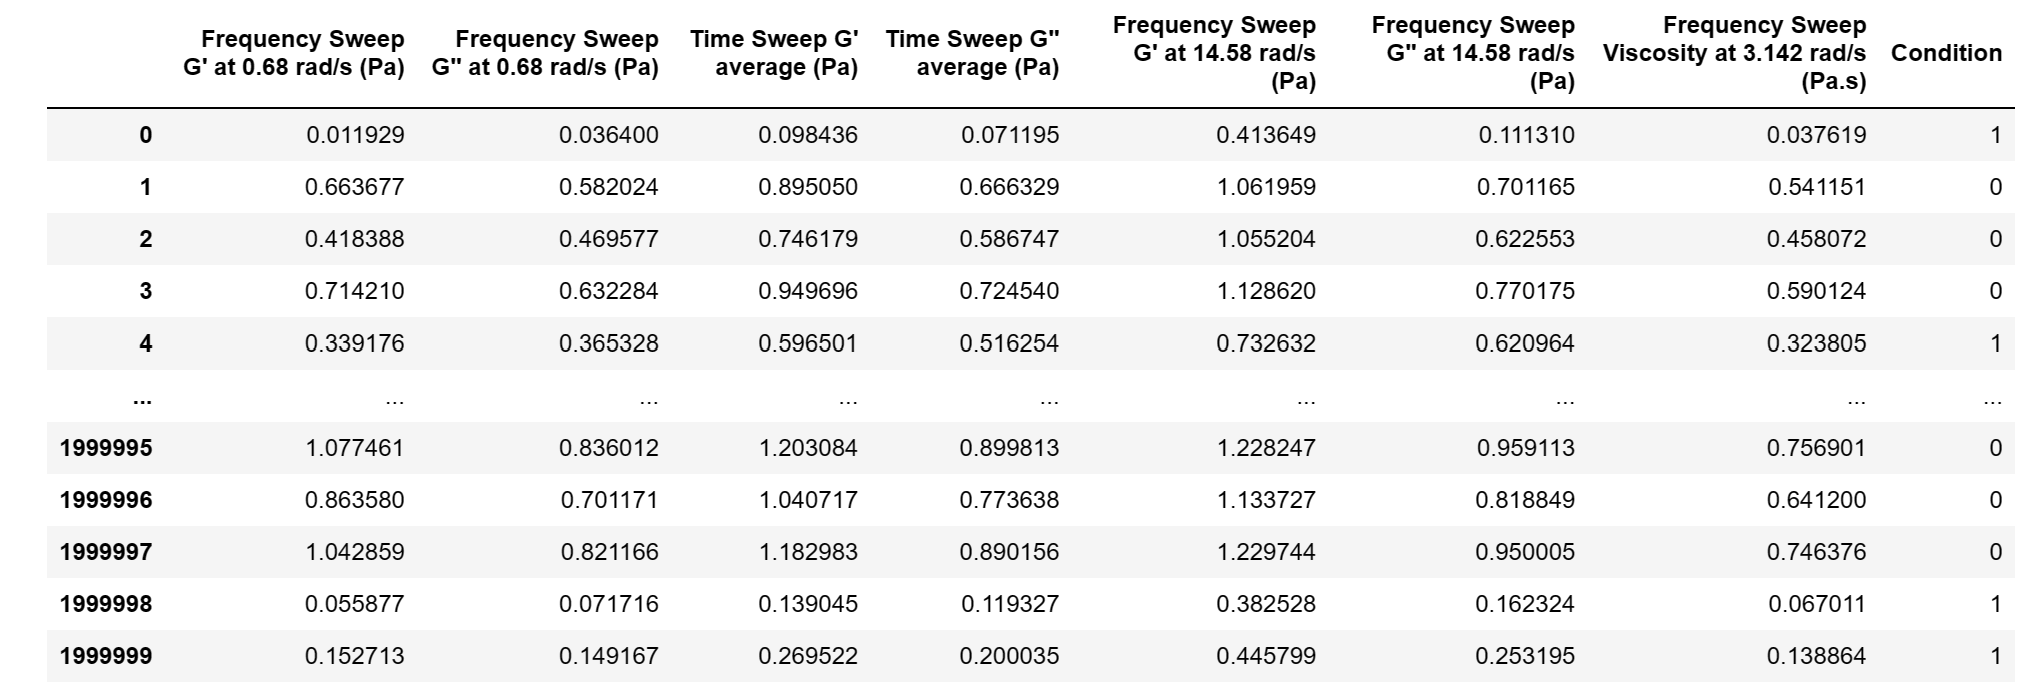 Frequency Sweep G' at 0.68 rad/s (Pa) Frequency Sweep G" at 0.68 rad/s (Pa) Time Sweep G' average (Pa) Time Sweep G" average (Pa) Frequency Sweep G' at 14.58 rad/s (Pa) Frequency Sweep G" at 14.58 rad/s (Pa) Frequency Sweep Viscosity at 3.142 rad/s (Pa.s) Condition
0 0.011929 0.036400 0.098436 0.071195 0.413649 0.111310 0.037619 1
1 0.663677 0.582024 0.895050 0.666329 1.061959 0.701165 0.541151 0
2 0.418388 0.469577 0.746179 0.586747 1.055204 0.622553 0.458072 0
3 0.714210 0.632284 0.949696 0.724540 1.128620 0.770175 0.590124 0
4 0.339176 0.365328 0.596501 0.516254 0.732632 0.620964 0.323805 1
... ... ... ... ... ... ... ... ...
1999995 1.077461 0.836012 1.203084 0.899813 1.228247 0.959113 0.756901 0
1999996 0.863580 0.701171 1.040717 0.773638 1.133727 0.818849 0.641200 0
1999997 1.042859 0.821166 1.182983 0.890156 1.229744 0.950005 0.746376 0
1999998 0.055877 0.071716 0.139045 0.119327 0.382528 0.162324 0.067011 1
1999999 0.152713 0.149167 0.269522 0.200035 0.445799 0.253195 0.138864 1